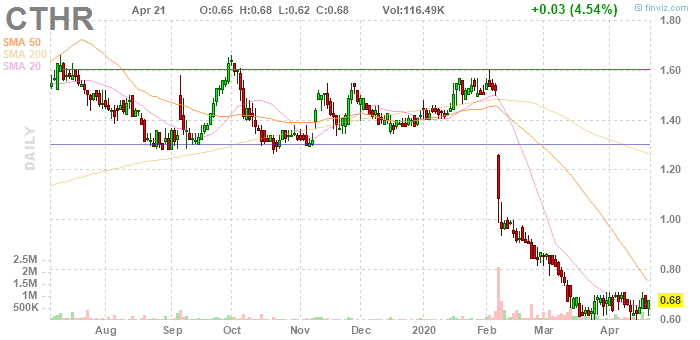 CTHR Apr 21 O:0.65 H:0.68 L:0.62 C:0.68 Vol:116.49K +0.03 (4.54%)
© finviz.com
SMA 50
SMA 200
SMA 20
DAILY
1.80
1.60
1.40
1.20
1.00
0.80
0.68
0.60
2.5M
2M
1.5M
1M
500K
Aug Sep Oct Nov Dec 2020 Feb Mar Apr